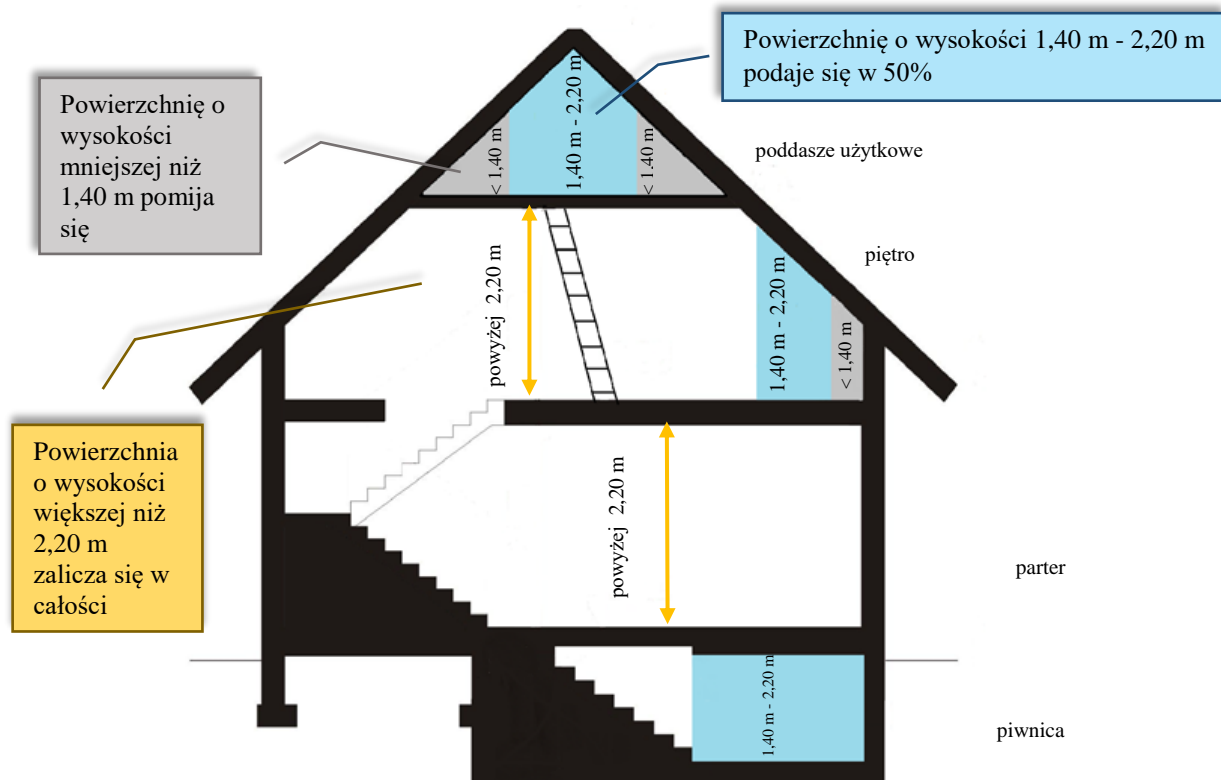 Powierzchnię o wysokości 1,40 m - 2,20 m
podaje się w 50%
Powierzchnię o
wysokości
mniejszej niż
1,40 m pomija
się
< 1,40 m
1,40 m - 2,20 m
< 1.40 m
poddasze użytkowe
piętro
powyżej 2,20 m
1,40 m - 2,20 m
< 1,40 m
Powierzchnia
o wysokości
większej niż
2,20 m
zalicza się w
całości
powyżej 2,20 m
parter
1,40 m - 2,20 m
piwnica